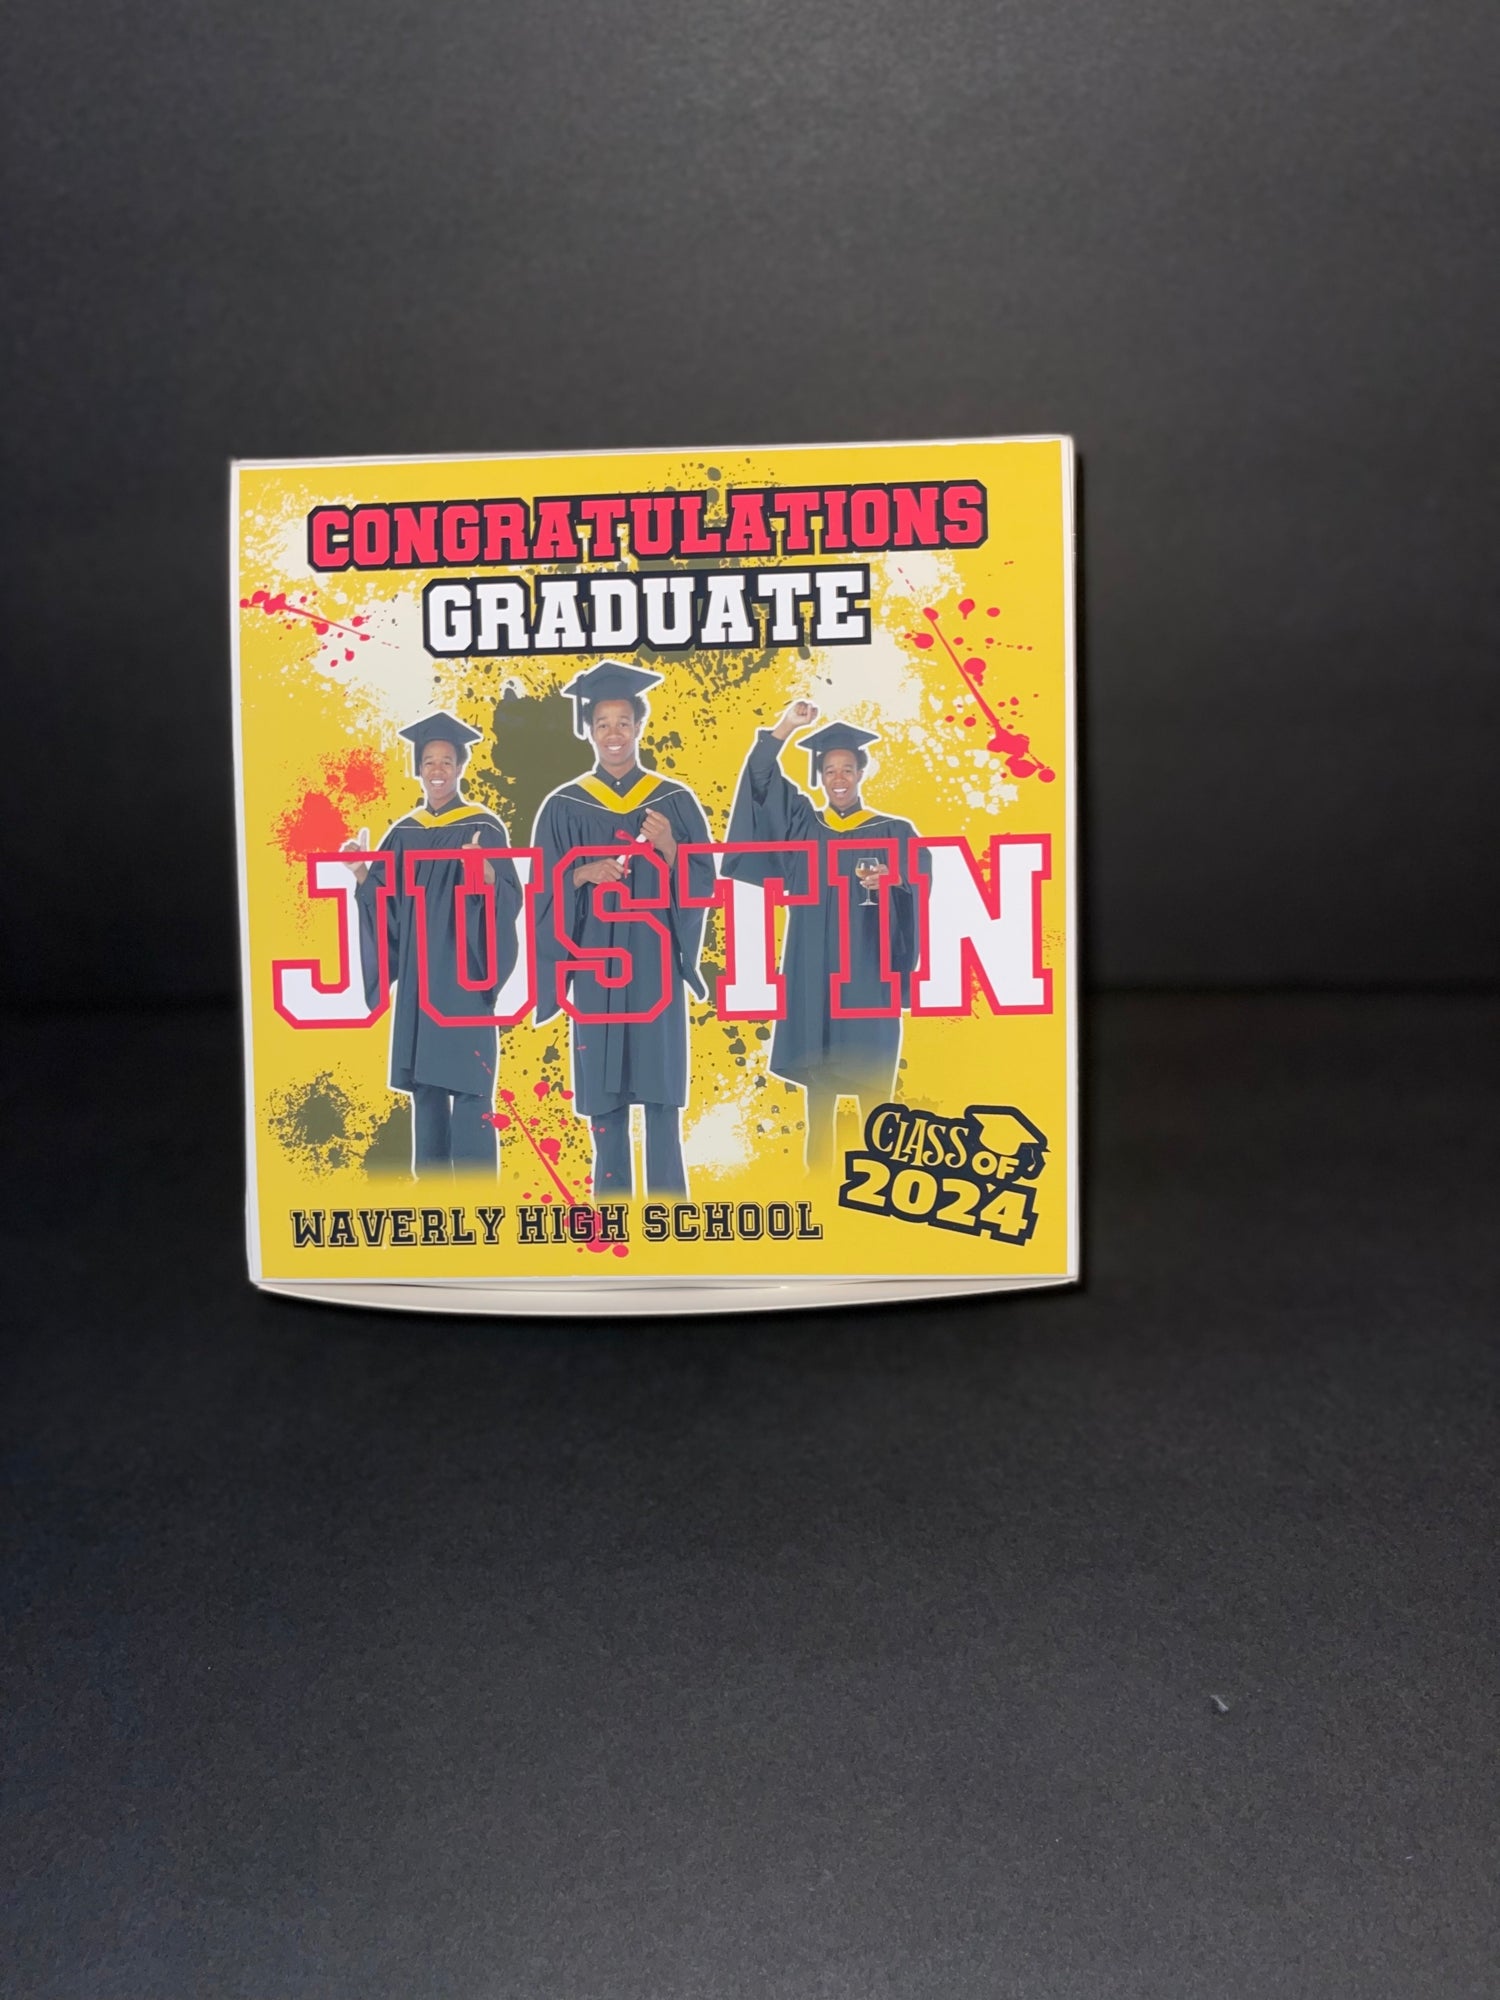 CONGRATULATIONS
GRADUATE
JUSTIN
CLASS OF
2024
WAVERLY HIGH SCHOOL